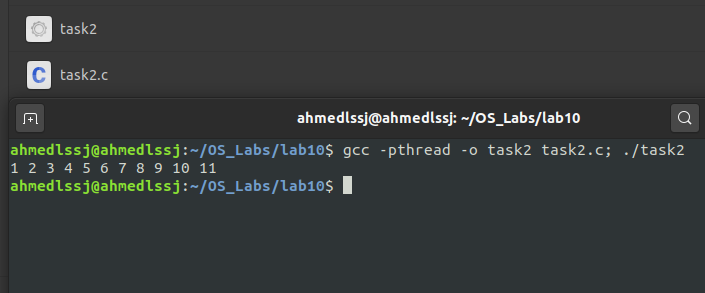 task2
C task2.c
ahmedlssj@ahmedlssj: ~/OS_Labs/lab10
ahmedlssj@ahmedlssj:~/OS_Labs/lab10$ gcc -pthread -o task2 task2.c; ./task2
1 2 3 4 5 6 7 8 9 10 11
ahmedlssj@ahmedlssj:~/OS_Labs/lab10$